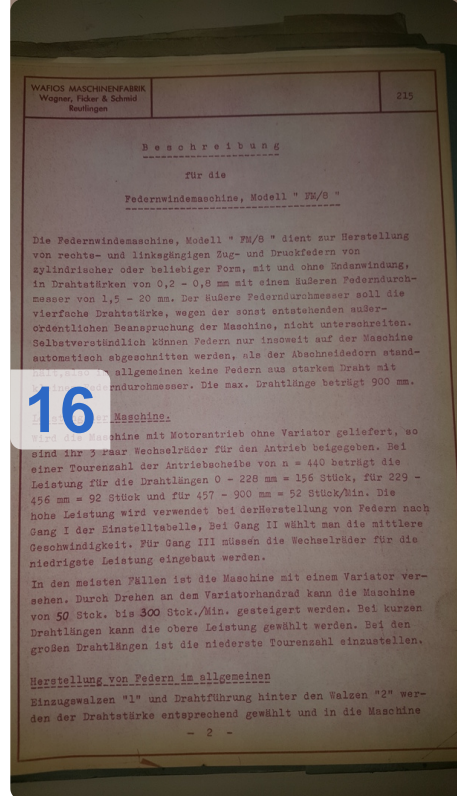 WAFIOS MASCHINENFABRIK
Wagner, Ficker & Schmid
Reutlingen
215
Beschreibung
für die
Federnwindemaschine, Modell " FM/8 "
Die Federnwindemaschine, Modell " FM/8 " dient zur Herstellung
von rechts- und linksgängigen Zug- und Druckfedern von
zylindrischer oder beliebiger Form, mit und ohne Endanwindung,
in Drahtstärken von 0,2 - 0,8 mm mit einem äußeren Federndurch-
messer von 1,5 - 20 mm. Der äußere Federndurchmesser soll die
vierfache Drahtstärke, wegen der sonst entstehenden außer-
ordentlichen Beanspruchung der Maschine, nicht unterschreiten.
Selbstverständlich können Federn nur insoweit auf der Maschine
automatisch abgeschnitten werden, als der Abschneidedorn stand-
allgemeinen keine Federn aus starkem Draht mit
Federndurchmesser. Die max. Drahtlänge beträgt 900 mm.
16
Maschine.
Wird die Maschine mit Motorantrieb ohne Variator geliefert, so
sind ihr 3 Paar Wechselräder für den Antrieb beigegeben. Bei
einer Tourenzahl der Antriebscheibe von n = 440 beträgt die
Leistung für die Drahtlängen 0 - 228 mm = 156 Stück, für 229 -
456 mm = 92 Stück und für 457 - 900 mm = 52 Stück/Min. Die
hohe Leistung wird verwendet bei derHerstellung von Federn nach
Gang I der Einstelltabelle, Bei Gang II wählt man die mittlere
Geschwindigkeit. Für Gang III müssen die Wechselräder für die
niedrigste Leistung eingebaut werden.
In den meisten Fällen ist die Maschine mit einem Variator ver-
sehen. Durch Drehen an dem Variatorhandrad kann die Maschine
von 50 Stck. bis 300 Stck./Min. gesteigert werden. Bei kurzen
Drahtlängen kann die obere Leistung gewählt werden. Bei den
großen Drahtlängen ist die niederste Tourenzahl einzustellen.
Herstellung von Federn im allgemeinen
Einzugswalzen "1" und Drahtführung hinter den Walzen "2" wer-
den der Drahtstärke entsprechend gewählt und in die Maschine
- 2 -